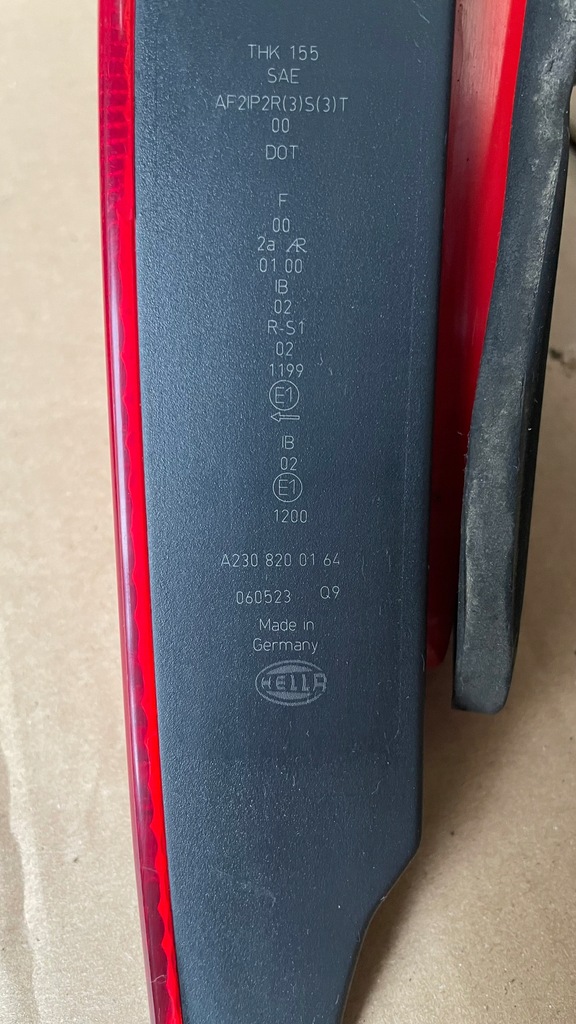 THK 155
SAE
AF2IP2R(3)S(3)T
00
DOT
F
00
2a AR
01 00
IB
02
R-S1
02
1199
E1
←
IB
02
E1
1200
A230 820 01 64
060523 Q9
Made in
Germany
HELLA